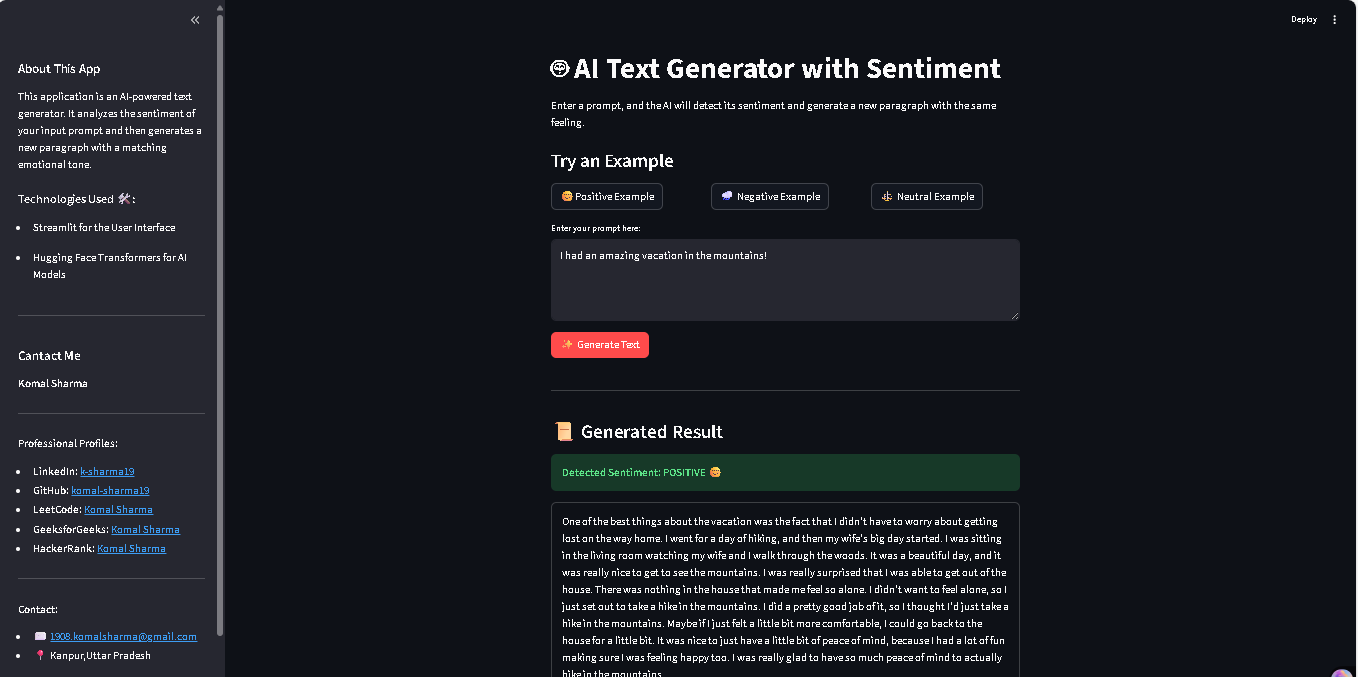 Deploy
About This App
This application is an AI-powered text
generator. It analyzes the sentiment of
your input prompt and then generates a
new paragraph with a matching
emotional tone.
Technologies Used 🛠️:
Streamlit for the User Interface
Hugging Face Transformers for AI
Models
Cantact Me
Komal Sharma
Professional Profiles:
LinkedIn: k-sharma19
GitHub: komal-sharma19
LeetCode: Komal Sharma
GeeksforGeeks: Komal Sharma
HackerRank: Komal Sharma
Contact:
1908.komalsharma@gmail.com
Kanpur,Uttar Pradesh
AI Text Generator with Sentiment
Enter a prompt, and the AI will detect its sentiment and generate a new paragraph with the same
feeling.
Try an Example
Positive Example
Negative Example
Neutral Example
Enter your prompt here:
I had an amazing vacation in the mountains!
✨ Generate Text
📜 Generated Result
Detected Sentiment: POSITIVE
One of the best things about the vacation was the fact that I didn't have to worry about getting
lost on the way home. I went for a day of hiking, and then my wife's big day started. I was sitting
in the living room watching my wife and I walk through the woods. It was a beautiful day, and it
was really nice to get to see the mountains. I was really surprised that I was able to get out of the
house. There was nothing in the house that made me feel so alone. I didn't want to feel alone, so I
just set out to take a hike in the mountains. I did a pretty good job of it, so I thought I'd just take a
hike in the mountains. Maybe if I just felt a little bit more comfortable, I could go back to the
house for a little bit. It was nice to just have a little bit of peace of mind, because I had a lot of fun
making sure I was feeling happy too. I was really glad to have so much peace of mind to actually
hike in the mountains